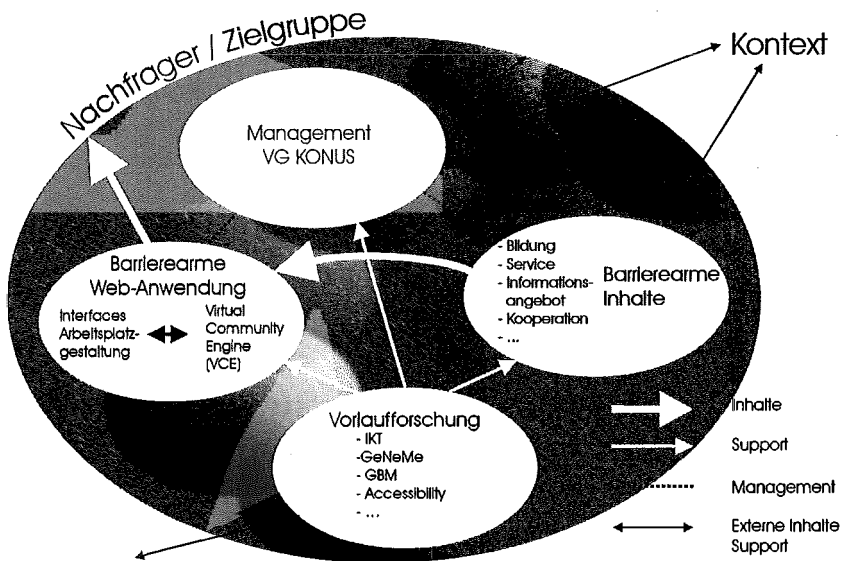 Nachfrager / Zielgruppe
Kontext
Management
VG KONUS
Barrierearme
Web-Anwendung
Interfaces
Arbeitsplatz-
gestaltung
Virtual
Community
Engine
(VCE)
- Bildung
- Service
- Informations-
angebot
- Kooperation
- ...
Barrierearme
Inhalte
Vorlaufforschung
- IKT
-GeNeMe
- GBM
- Accessibility
- ...
Inhalte
Support
Management
Externe Inhalte
Support